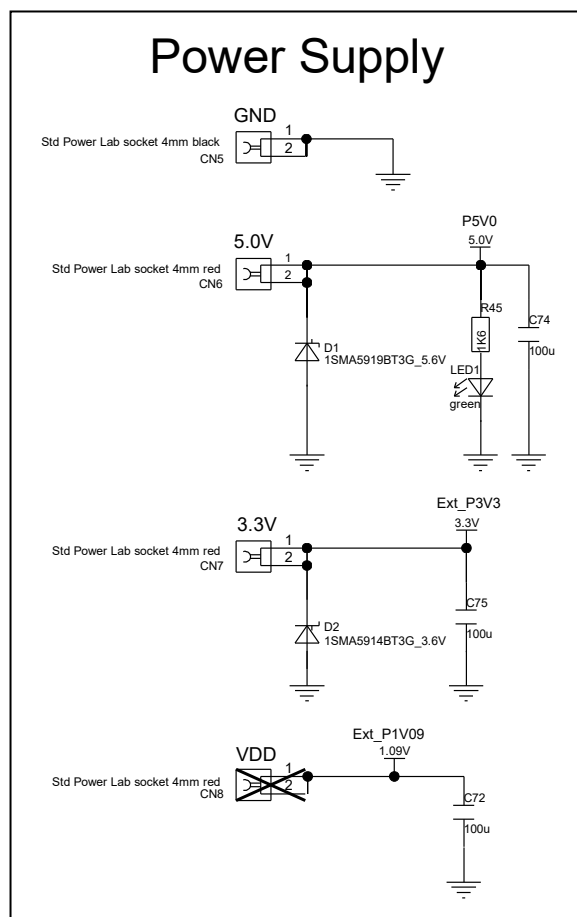 Power Supply
GND
Std Power Lab socket 4mm black
CN5
1
2
P5V0
5.0V
5.0V
Std Power Lab socket 4mm red
CN6
1
2
R45
1K6
C74
100u
D1
1SMA5919BT3G_5.6V
LED1
green
Ext_P3V3
3.3V
3.3V
Std Power Lab socket 4mm red
CN7
1
2
C75
100u
D2
1SMA5914BT3G_3.6V
Ext_P1V09
1.09V
VDD
Std Power Lab socket 4mm red
CN8
1
2
C72
100u